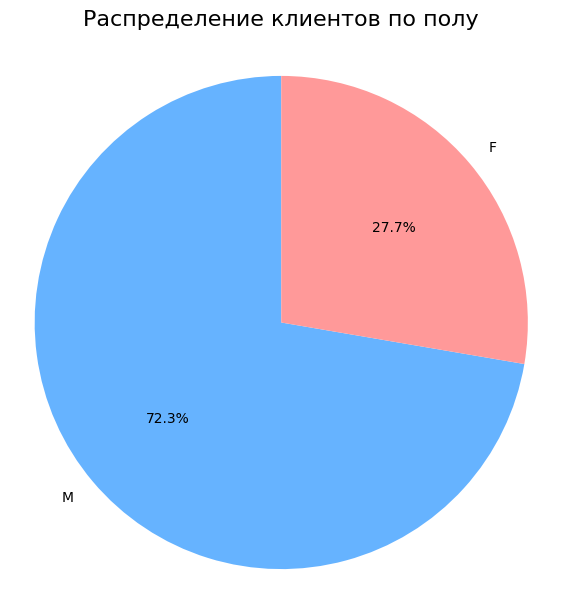 Распределение клиентов по полу
F
27.7%
72.3%
M